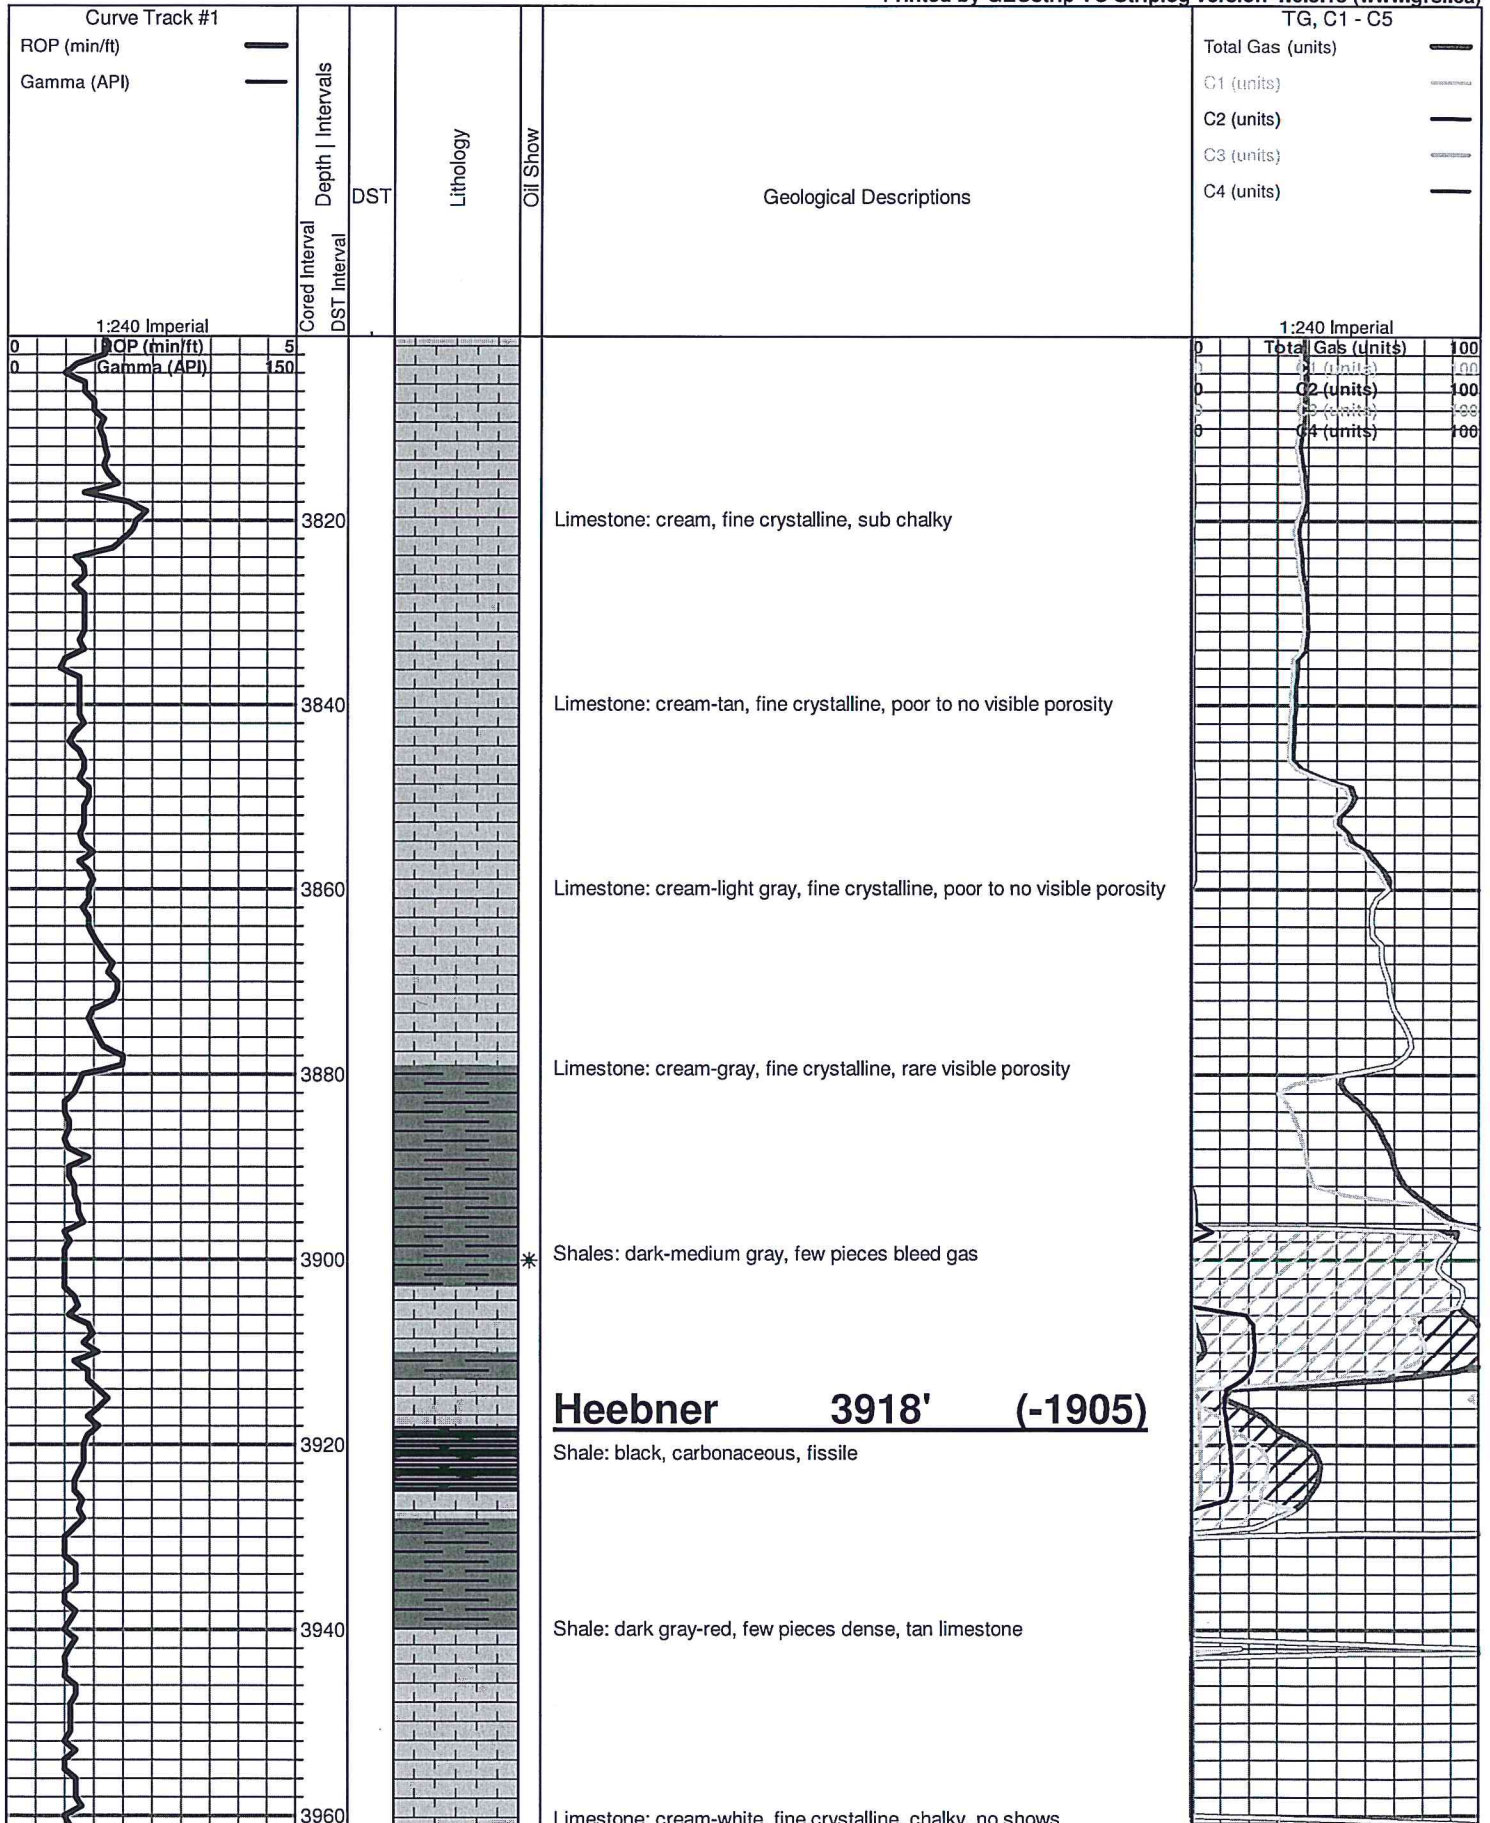 Curve Track #1
ROP (min/ft)
Gamma (API)
Depth | Intervals
Cored Interval
DST Interval
DST
Lithology
Oil Show
Geological Descriptions
TG, C1 - C5
Total Gas (units)
C1 (units)
C2 (units)
C3 (units)
C4 (units)
1:240 Imperial
1:240 Imperial
0 ROP (min/ft) 5
0 Gamma (API) 150
0 Total Gas (units) 100
C1 (units) 100
0 C2 (units) 100
C3 (units) 100
0 C4 (units) 100
3820 Limestone: cream, fine crystalline, sub chalky
3840 Limestone: cream-tan, fine crystalline, poor to no visible porosity
3860 Limestone: cream-light gray, fine crystalline, poor to no visible porosity
3880 Limestone: cream-gray, fine crystalline, rare visible porosity
3900 Shales: dark-medium gray, few pieces bleed gas
Heebner 3918' (-1905)
3920 Shale: black, carbonaceous, fissile
3940 Shale: dark gray-red, few pieces dense, tan limestone
3960 Limestone: cream-white, fine crystalline, chalky, no shows